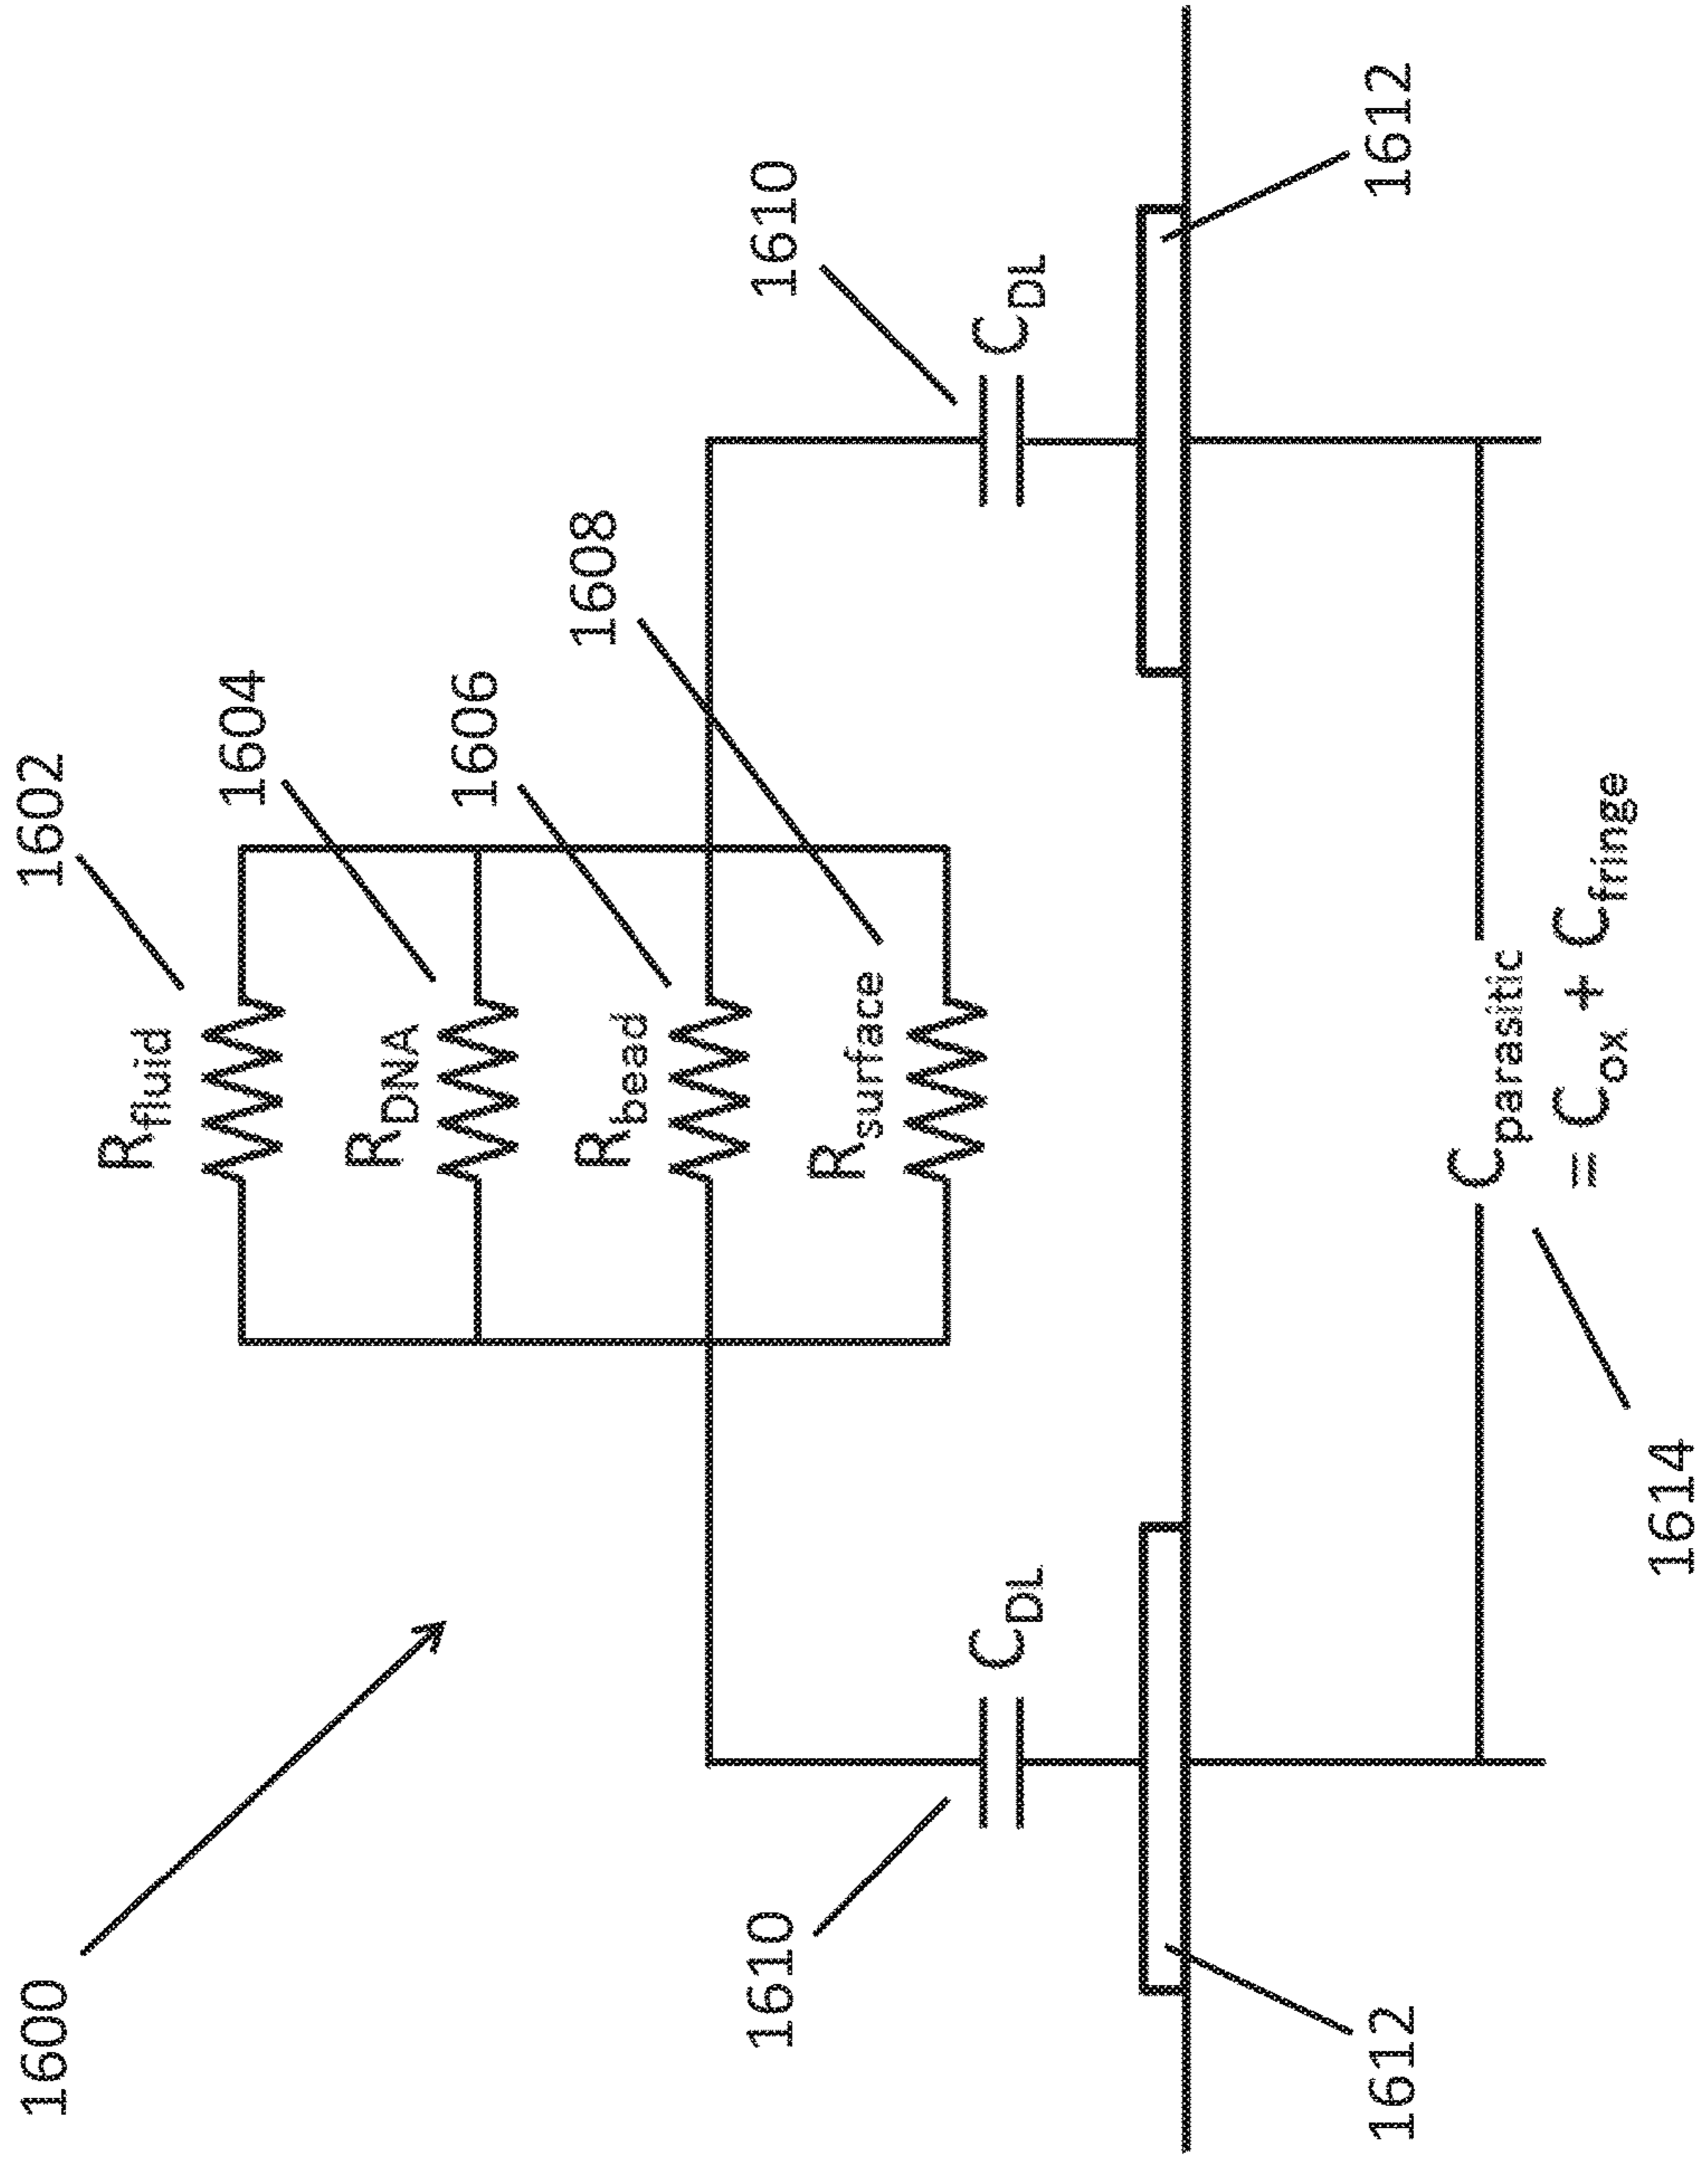 1600
1602
R_fluid
1604
R_DNA
1606
R_bead
1608
1610
1610
R_surface
C_DL
C_DL
1612
1612
C_parasitic
= C_ox + C_fringe
1614